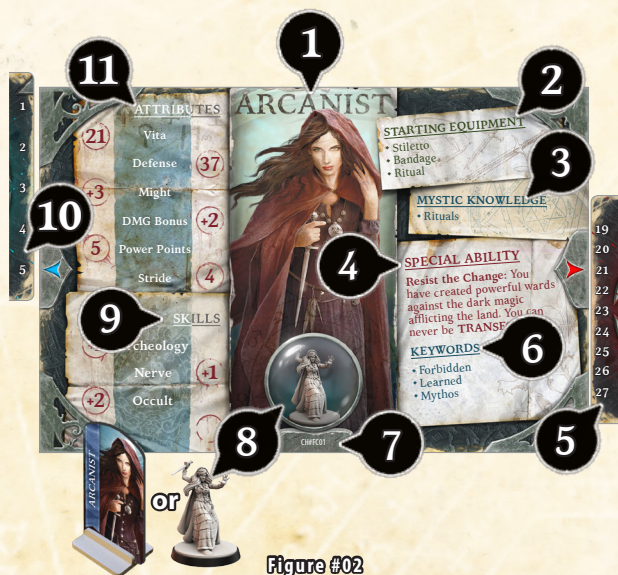 1
ARCANIST
11
ATTRIBUTES
21
Vita
Defense
37
+3
Might
DMG Bonus
+2
5
Power Points
Stride
4
9
SKILLS
Archeology
Nerve
+1
+2
Occult
10
1
2
3
4
5
2
STARTING EQUIPMENT
• Stiletto
• Bandage
• Ritual
3
MYSTIC KNOWLEDGE
• Rituals
4
SPECIAL ABILITY
Resist the Change: You
have created powerful wards
against the dark magic
afflicting the land. You can
never be
6
KEYWORDS
• Forbidden
• Learned
• Mythos
19
20
21
22
23
24
25
26
27
5
7
CH#FC01
8
ARCANIST
or
Figure #02